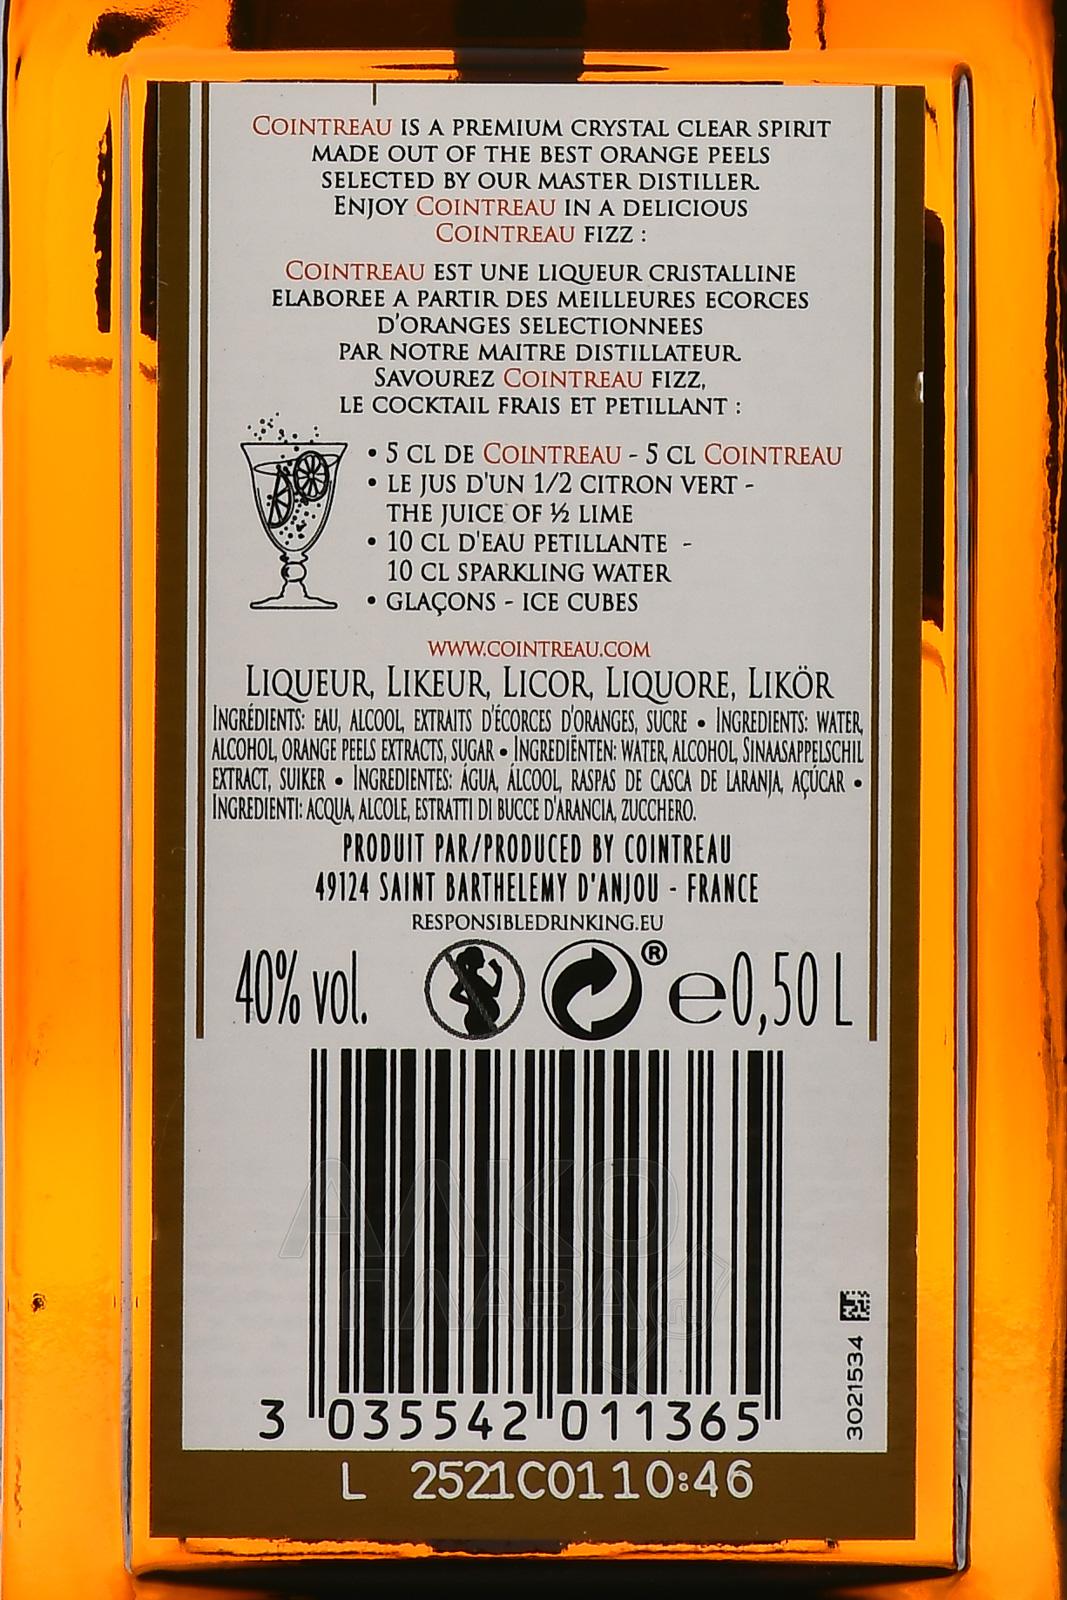 COINTREAU IS A PREMIUM CRYSTAL CLEAR SPIRIT
MADE OUT OF THE BEST ORANGE PEELS
SELECTED BY OUR MASTER DISTILLER.
ENJOY COINTREAU IN A DELICIOUS
COINTREAU FIZZ :
COINTREAU EST UNE LIQUEUR CRISTALLINE
ELABOREE A PARTIR DES MEILLEURES ECORCES
D'ORANGES SELECTIONNEES
PAR NOTRE MAITRE DISTILLATEUR.
SAVOUREZ COINTREAU FIZZ,
LE COCKTAIL FRAIS ET PETILLANT :
• 5 CL DE COINTREAU - 5 CL COINTREAU
• LE JUS D'UN 1/2 CITRON VERT -
THE JUICE OF ½ LIME
• 10 CL D'EAU PETILLANTE -
10 CL SPARKLING WATER
• GLAÇONS - ICE CUBES
WWW.COINTREAU.COM
LIQUEUR, LIKEUR, LICOR, LIQUORE, LIKÖR
INGRÉDIENTS: EAU, ALCOOL, EXTRAITS D'ÉCORCES D'ORANGES, SUCRE • INGREDIENTS: WATER,
ALCOHOL, ORANGE PEELS EXTRACTS, SUGAR • INGREDIËNTEN: WATER, ALCOHOL, SINAASAPPELSCHIL
EXTRACT, SUIKER • INGREDIENTES: ÁGUA, ÁLCOOL, RASPAS DE CASCA DE LARANJA, AÇÚCAR •
INGREDIENTI: ACQUA, ALCOLE, ESTRATTI DI BUCCE D'ARANCIA, ZUCCHERO.
PRODUIT PAR/PRODUCED BY COINTREAU
49124 SAINT BARTHELEMY D'ANJOU - FRANCE
RESPONSIBLEDRINKING.EU
40% vol. ® e0,50 L
АЛКО
ПЛАЗА
3021534
3 035542 011365
L 2521C01 10:46